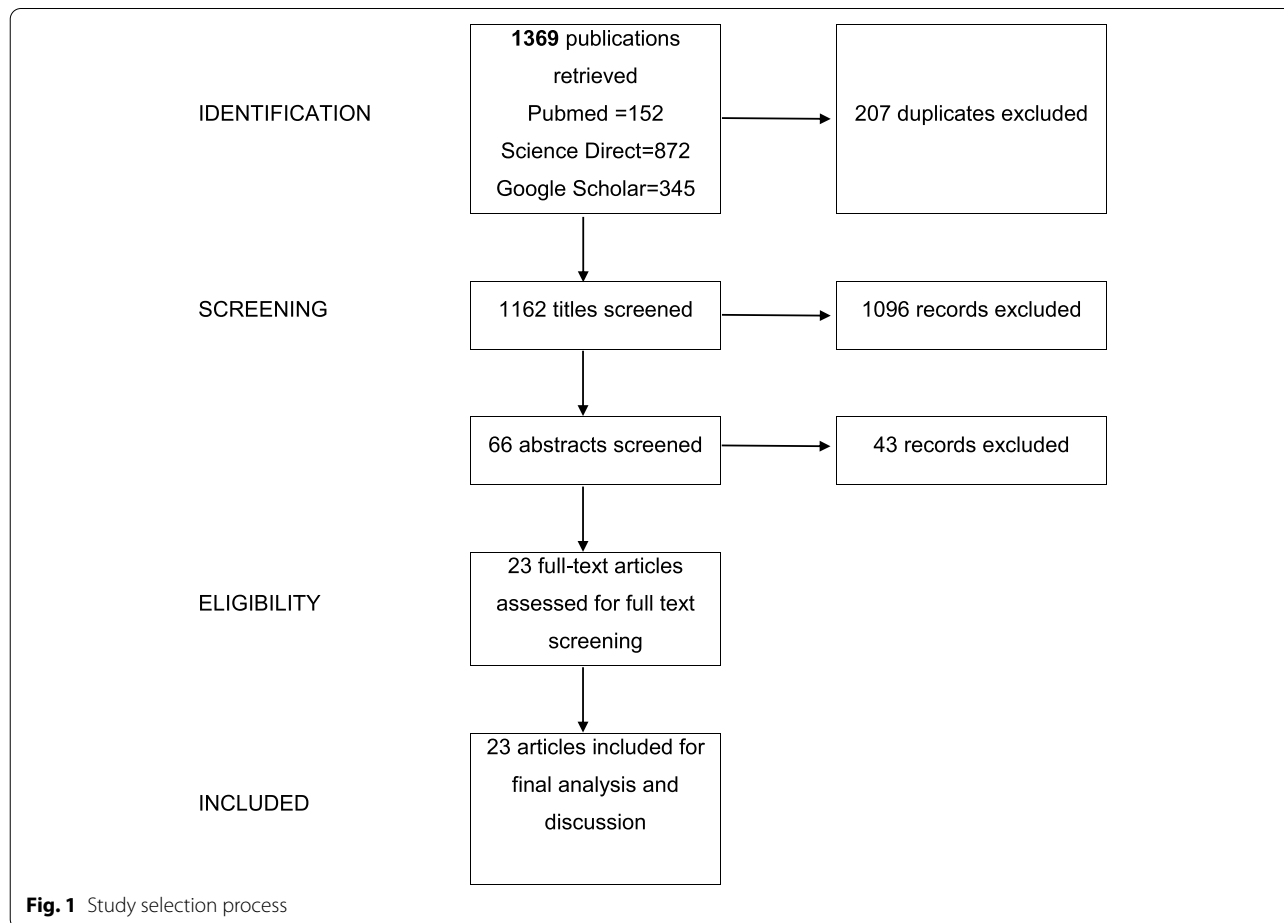 1369 publications
retrieved
Pubmed =152
Science Direct=872
Google Scholar=345
IDENTIFICATION
207 duplicates excluded
SCREENING
1162 titles screened
1096 records excluded
66 abstracts screened
43 records excluded
ELIGIBILITY
23 full-text articles
assessed for full text
screening
INCLUDED
23 articles included for
final analysis and
discussion
Fig. 1 Study selection process